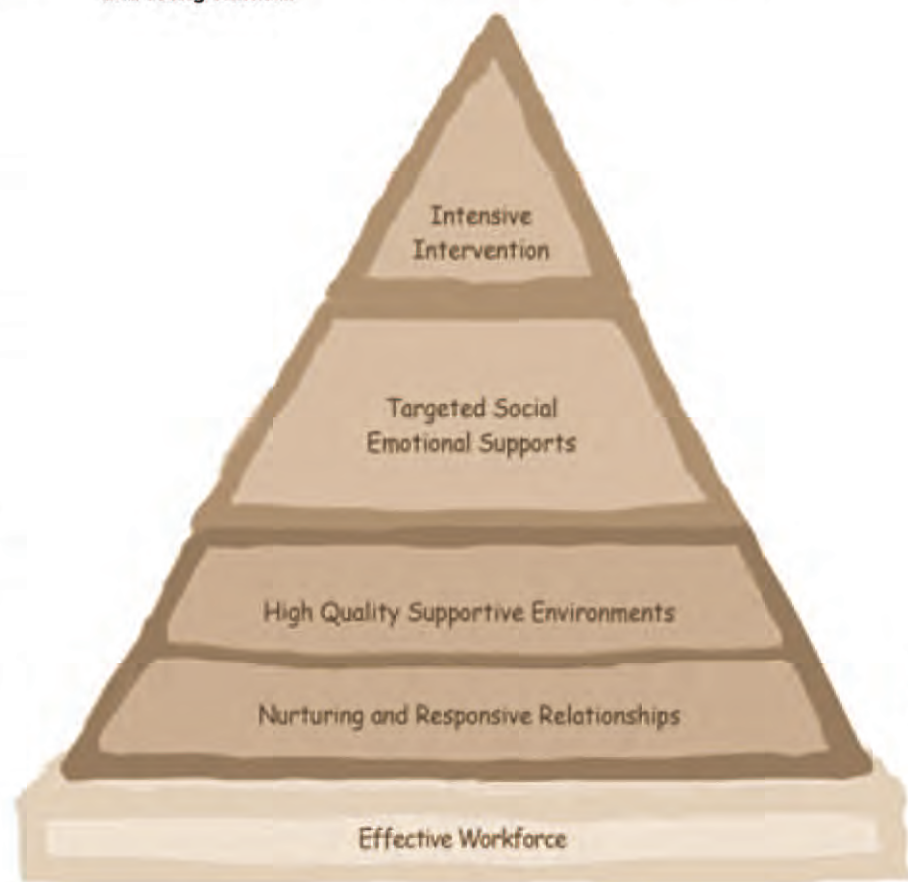 Intensive
Intervention
Targeted Social
Emotional Supports
High Quality Supportive Environments
Nurturing and Responsive Relationships
Effective Workforce